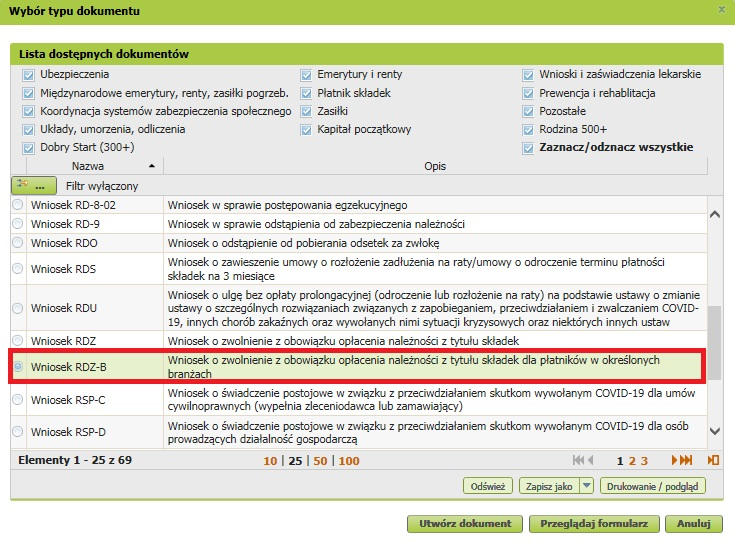 Wybór typu dokumentu
x
Lista dostępnych dokumentów
Ubezpieczenia
Emerytury i renty
Wnioski i zaświadczenia lekarskie
Międzynarodowe emerytury, renty, zasiłki pogrzeb.
Płatnik składek
Prewencja i rehabilitacja
Koordynacja systemów zabezpieczenia społecznego
Zasiłki
Pozostałe
Układy, umorzenia, odliczenia
Kapitał początkowy
Rodzina 500+
Dobry Start (300+)
Zaznacz/odznacz wszystkie
Nazwa
Opis
...
Filtr wyłączony
Wniosek RD-8-02
Wniosek w sprawie postępowania egzekucyjnego
Wniosek RD-9
Wniosek w sprawie odstąpienia od zabezpieczenia należności
Wniosek RDO
Wniosek o odstąpienie od pobierania odsetek za zwłokę
Wniosek RDS
Wniosek o zawieszenie umowy o rozłożenie zadłużenia na raty/umowy o odroczenie terminu płatności
składek na 3 miesiące
Wniosek RDU
Wniosek o ulgę bez opłaty prolongacyjnej (odroczenie lub rozłożenie na raty) na podstawie ustawy o zmianie
ustawy o szczególnych rozwiązaniach związanych z zapobieganiem, przeciwdziałaniem i zwalczaniem COVID-
19, innych chorób zakaźnych oraz wywołanych nimi sytuacji kryzysowych oraz niektórych innych ustaw
Wniosek RDZ
Wniosek o zwolnienie z obowiązku opłacenia należności z tytułu składek
Wniosek RDZ-B
Wniosek o zwolnienie z obowiązku opłacenia należności z tytułu składek dla płatników w określonych
branżach
Wniosek RSP-C
Wniosek o świadczenie postojowe w związku z przeciwdziałaniem skutkom wywołanym COVID-19 dla umów
cywilnoprawnych (wypełnia zleceniodawca lub zamawiający)
Wniosek RSP-D
Wniosek o świadczenie postojowe w związku z przeciwdziałaniem skutkom wywołanym COVID-19 dla osób
prowadzących działalność gospodarczą
Elementy 1 - 25 z 69
10 | 25 | 50 | 100
1 2 3
Odśwież
Zapisz jako
Drukowanie / podgląd
Utwórz dokument
Przeglądaj formularz
Anuluj